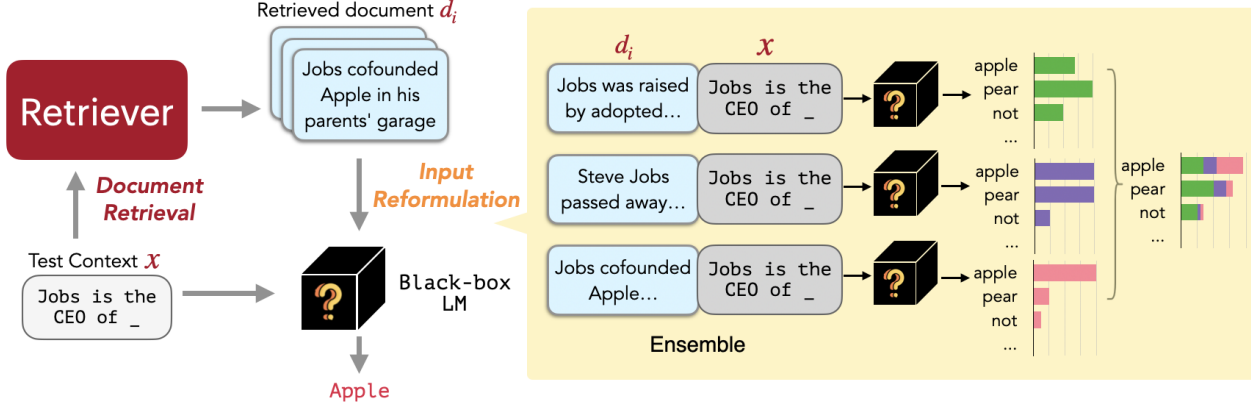 Retrieved document d_i
Retriever
Jobs cofounded
Apple in his
parents' garage
Document
Retrieval
Input
Reformulation
Test Context x
Jobs is the
CEO of _
?
Black-box
LM
Apple
d_i x
Jobs was raised
by adopted...
Jobs is the
CEO of _
?
apple
pear
not
...
Steve Jobs
passed away...
Jobs is the
CEO of _
?
apple
pear
not
...
Jobs cofounded
Apple...
Jobs is the
CEO of _
?
apple
pear
not
...
apple
pear
not
...
Ensemble